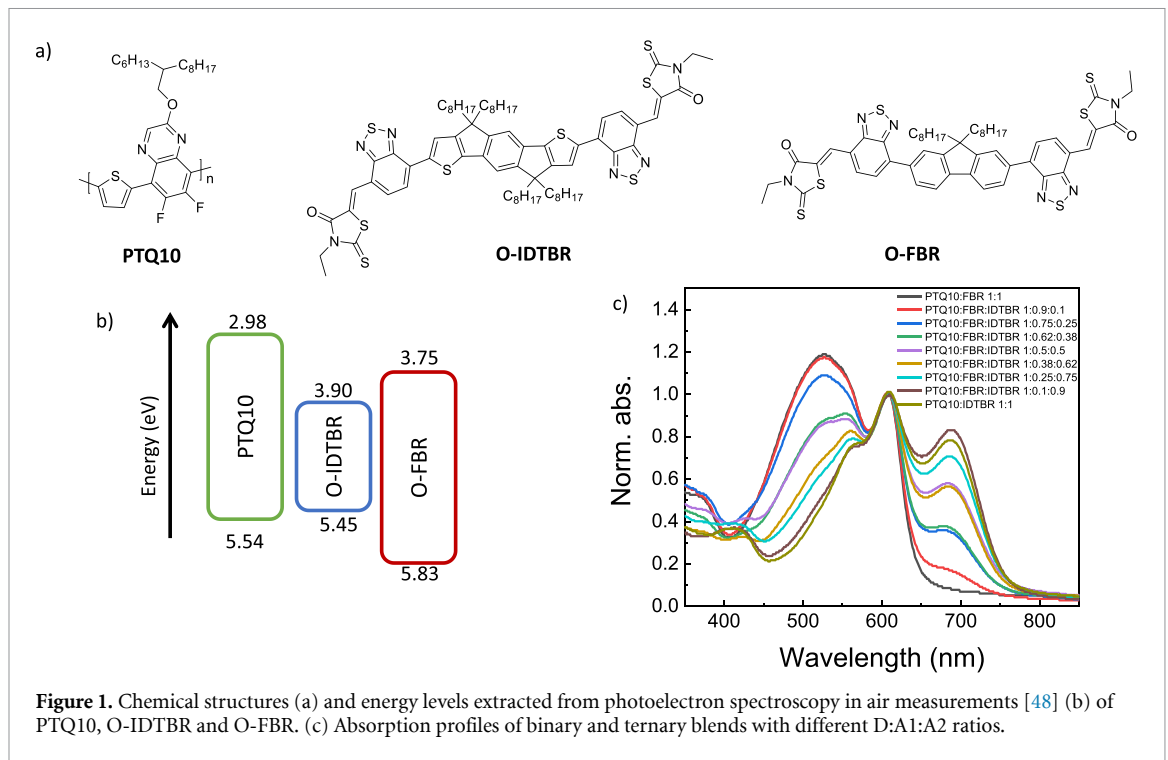 a)
C6H13
C8H17
O
N
N
S
n
F
F
PTQ10
O
N
S
S
N
S
N
S
C8H17
C8H17
S
C8H17
C8H17
N
S
N
S
S
N
O
O-IDTBR
O
N
S
S
N
S
N
C8H17
C8H17
N
S
N
S
S
N
O
O-FBR
b)
Energy (eV)
2.98
PTQ10
5.54
3.90
O-IDTBR
5.45
3.75
O-FBR
5.83
c)
Norm. abs.
1.4
1.2
1.0
0.8
0.6
0.4
0.2
0.0
PTQ10:FBR 1:1
PTQ10:FBR:IDTBR 1:0.9:0.1
PTQ10:FBR:IDTBR 1:0.75:0.25
PTQ10:FBR:IDTBR 1:0.62:0.38
PTQ10:FBR:IDTBR 1:0.5:0.5
PTQ10:FBR:IDTBR 1:0.38:0.62
PTQ10:FBR:IDTBR 1:0.25:0.75
PTQ10:FBR:IDTBR 1:0.1:0.9
PTQ10:IDTBR 1:1
400 500 600 700 800
Wavelength (nm)
Figure 1. Chemical structures (a) and energy levels extracted from photoelectron spectroscopy in air measurements [48] (b) of
PTQ10, O-IDTBR and O-FBR. (c) Absorption profiles of binary and ternary blends with different D:A1:A2 ratios.